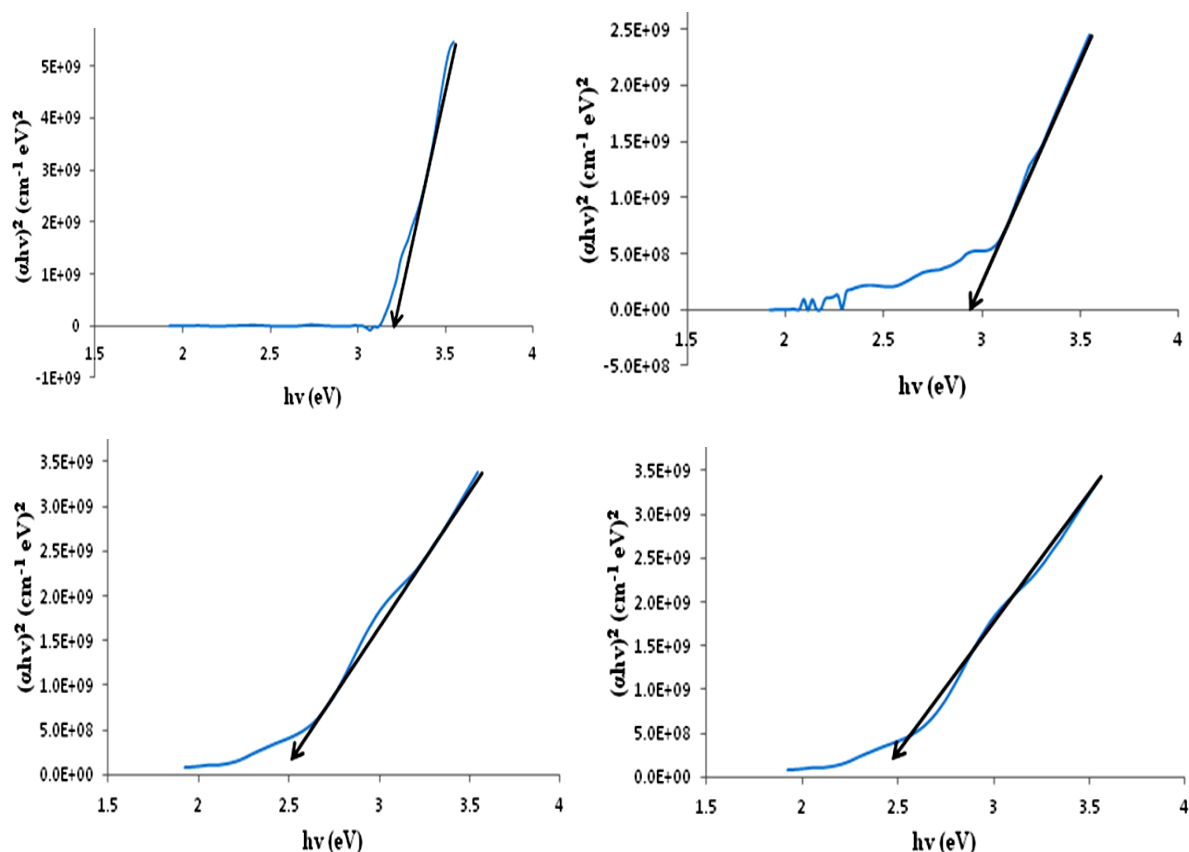 (αhν)² (cm⁻¹ eV)²
5E+09
4E+09
3E+09
2E+09
1E+09
0
-1E+09
1.5 2 2.5 3 3.5 4
hν (eV)
(αhν)² (cm⁻¹ eV)²
2.5E+09
2.0E+09
1.5E+09
1.0E+09
5.0E+08
0.0E+00
-5.0E+08
1.5 2 2.5 3 3.5 4
hν (eV)
(αhν)² (cm⁻¹ eV)²
3.5E+09
3.0E+09
2.5E+09
2.0E+09
1.5E+09
1.0E+09
5.0E+08
0.0E+00
1.5 2 2.5 3 3.5 4
hν (eV)
(αhν)² (cm⁻¹ eV)²
3.5E+09
3.0E+09
2.5E+09
2.0E+09
1.5E+09
1.0E+09
5.0E+08
0.0E+00
1.5 2 2.5 3 3.5 4
hν (eV)